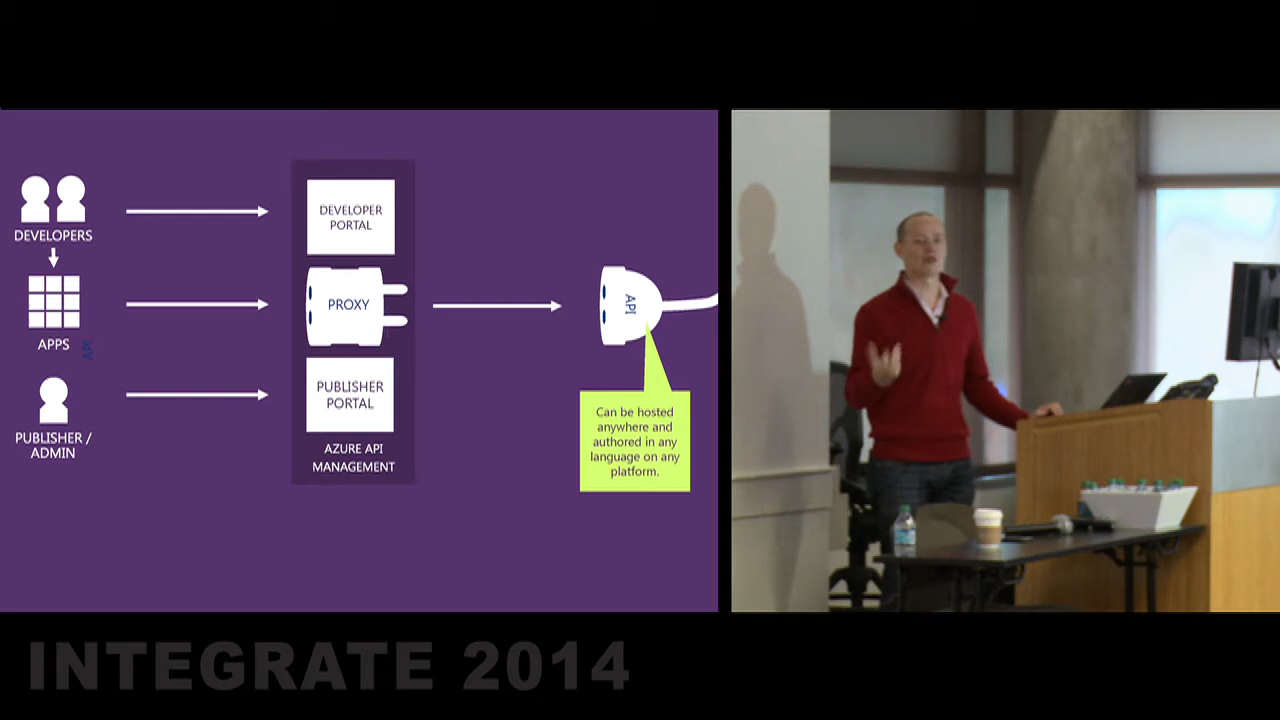 DEVELOPERS
APPS
API
PUBLISHER /
ADMIN
DEVELOPER
PORTAL
PROXY
PUBLISHER
PORTAL
AZURE API
MANAGEMENT
API
Can be hosted
anywhere and
authored in any
language on any
platform.
INTEGRATE 2014